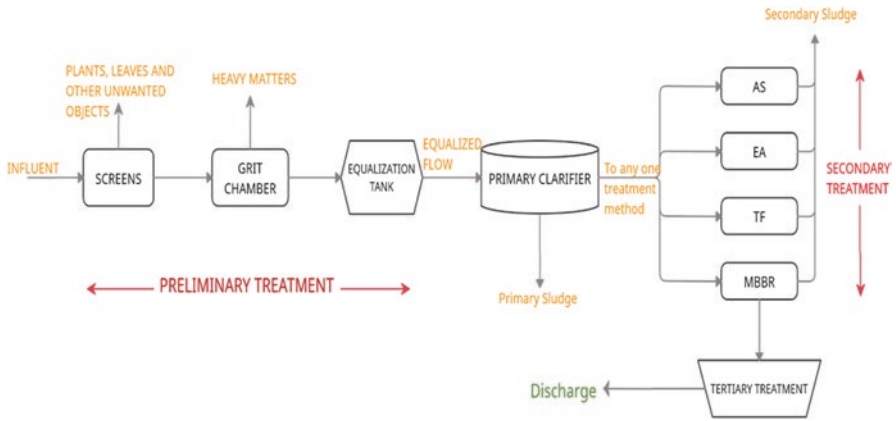 Secondary Sludge
PLANTS, LEAVES AND
OTHER UNWANTED
OBJECTS
HEAVY MATTERS
INFLUENT
SCREENS
GRIT
CHAMBER
EQUALIZATION
TANK
EQUALIZED
FLOW
PRIMARY CLARIFIER
To any one
treatment
method
AS
EA
TF
MBBR
SECONDARY
TREATMENT
PRELIMINARY TREATMENT
Primary Sludge
TERTIARY TREATMENT
Discharge